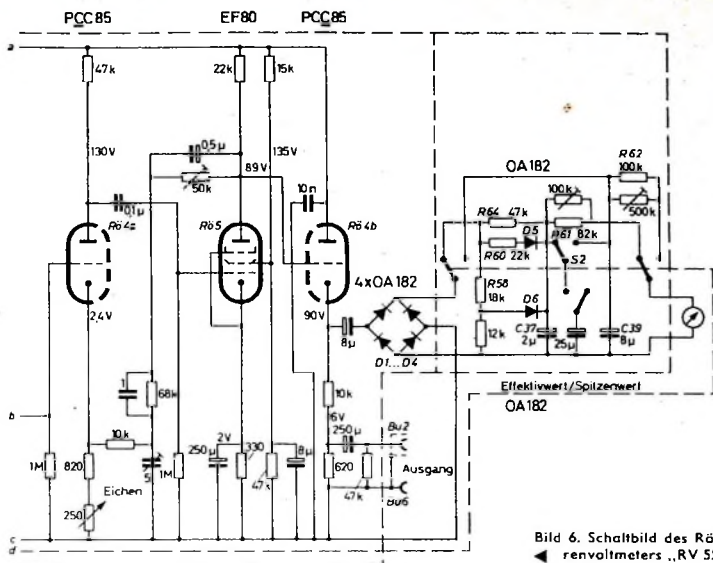 PCC85 EF80 PCC85
a
47k 22k 15k
0,5µ
130V 89V 135V
50k
10n
0,1µ
OA182
R62
100k
100k
500k
R64 47k
D5
R61 82k
R60 22k
S2
Rö4a Rö5 Rö4b
4xOA182
2,4V 90V
R58
18k
D6
8µ
12k
C37
2µ
25µ
C39
8µ
D1...D4
1
68k
10k
Effektivwert/Spitzenwert
OA182
b
10k
16V
250µ
Bu2
1M 820
5
1M
250µ
2V
330
47k
8µ
620
47k
Ausgang
Bu6
250
Eichen
c
d
Bild 6. Schaltbild des Rö
◄ renvoltmeters „RV 5